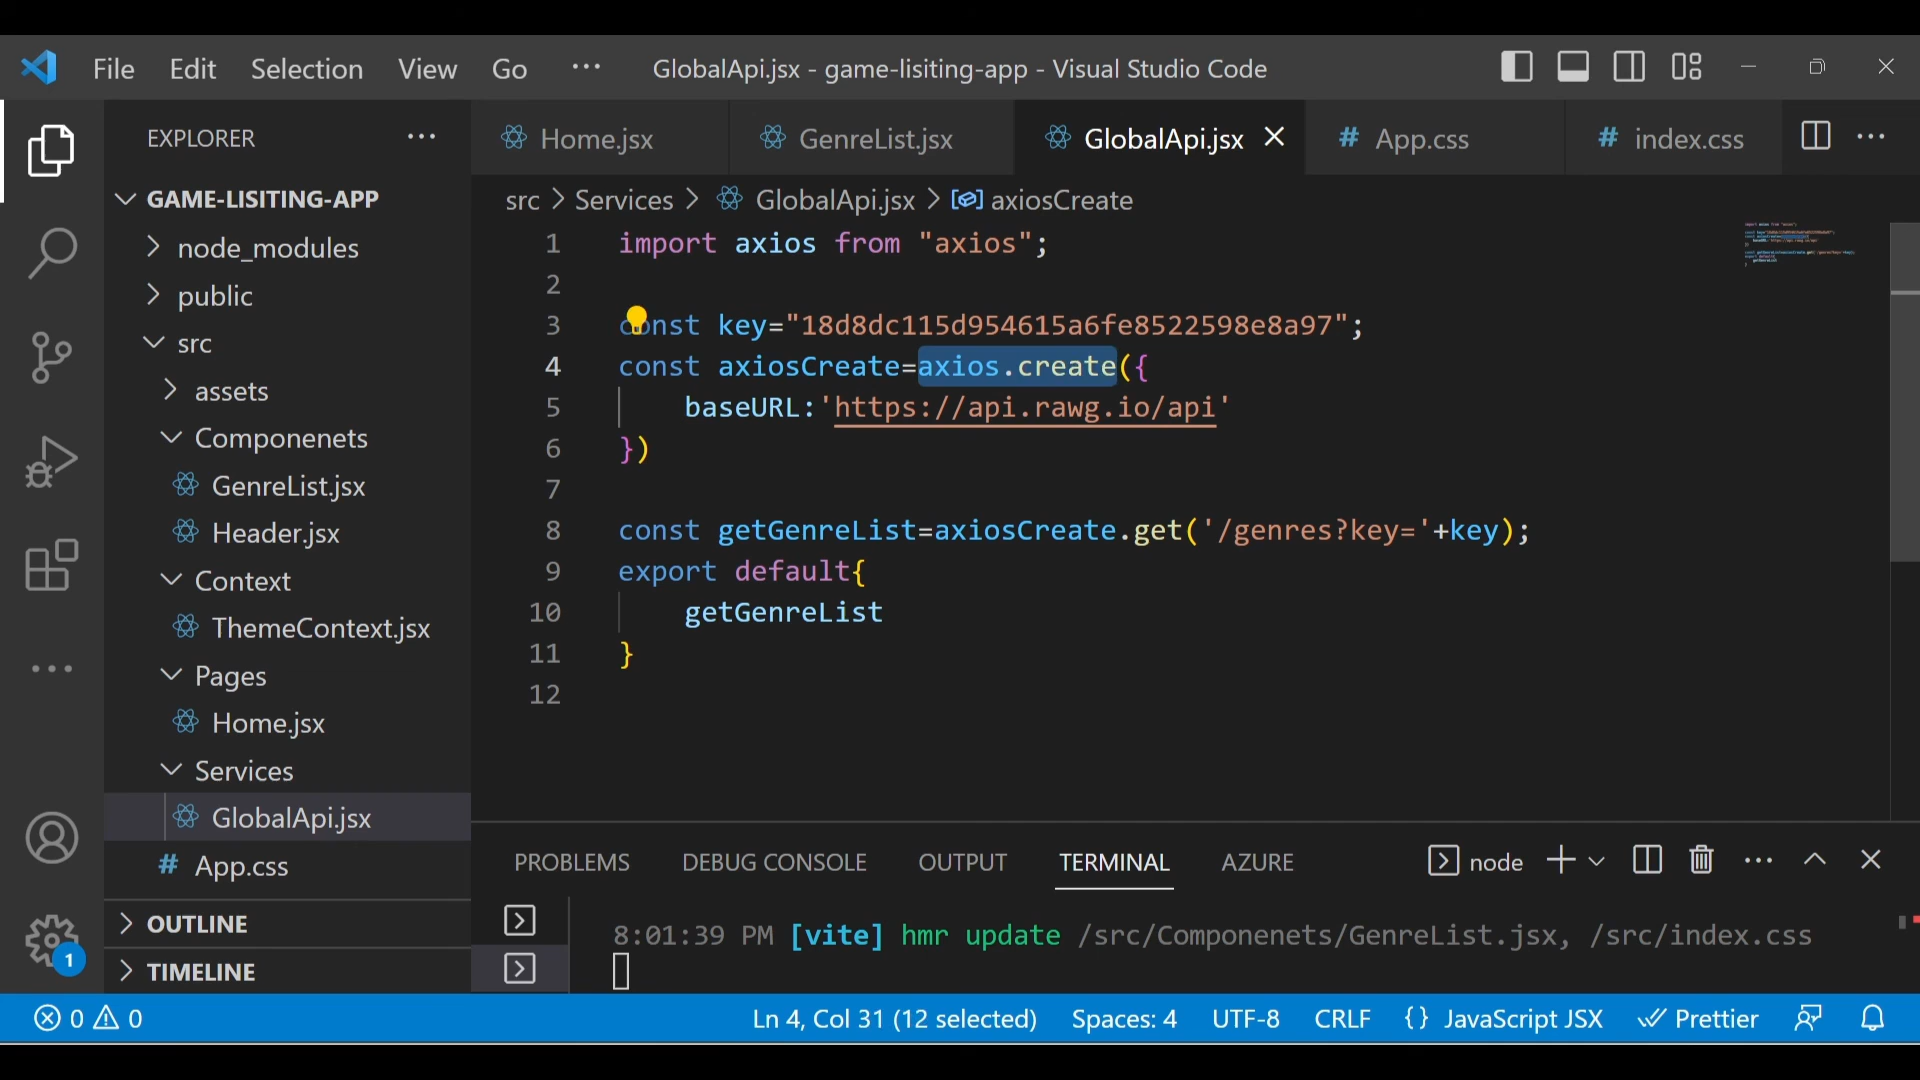 File Edit Selection View Go ··· GlobalApi.jsx - game-lisiting-app - Visual Studio Code
EXPLORER ···
GAME-LISITING-APP
node_modules
public
src
assets
Componenets
GenreList.jsx
Header.jsx
Context
ThemeContext.jsx
Pages
Home.jsx
Services
GlobalApi.jsx
# App.css
OUTLINE
TIMELINE
1
Home.jsx GenreList.jsx GlobalApi.jsx # App.css # index.css
src > Services > GlobalApi.jsx > axiosCreate
1 import axios from "axios";
2
3 const key="18d8dc115d954615a6fe8522598e8a97";
4 const axiosCreate=axios.create({
5 baseURL:'https://api.rawg.io/api'
6 })
7
8 const getGenreList=axiosCreate.get('/genres?key='+key);
9 export default{
10 getGenreList
11 }
12
PROBLEMS DEBUG CONSOLE OUTPUT TERMINAL AZURE node
8:01:39 PM [vite] hmr update /src/Componenets/GenreList.jsx, /src/index.css
0 0 Ln 4, Col 31 (12 selected) Spaces: 4 UTF-8 CRLF {} JavaScript JSX Prettier